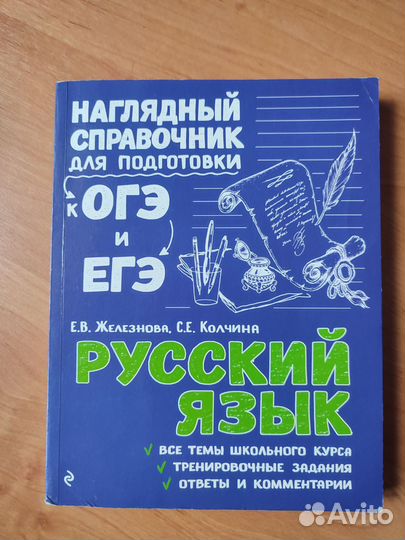 НАГЛЯДНЫЙ
СПРАВОЧНИК
ДЛЯ ПОДГОТОВКИ
К ОГЭ
И
ЕГЭ
Е.В. ЖЕЛЕЗНОВА, С.Е. КОЛЧИНА
РУССКИЙ
ЯЗЫК
✓ ВСЕ ТЕМЫ ШКОЛЬНОГО КУРСА
✓ ТРЕНИРОВОЧНЫЕ ЗАДАНИЯ
✓ ОТВЕТЫ И КОММЕНТАРИИ
Avito